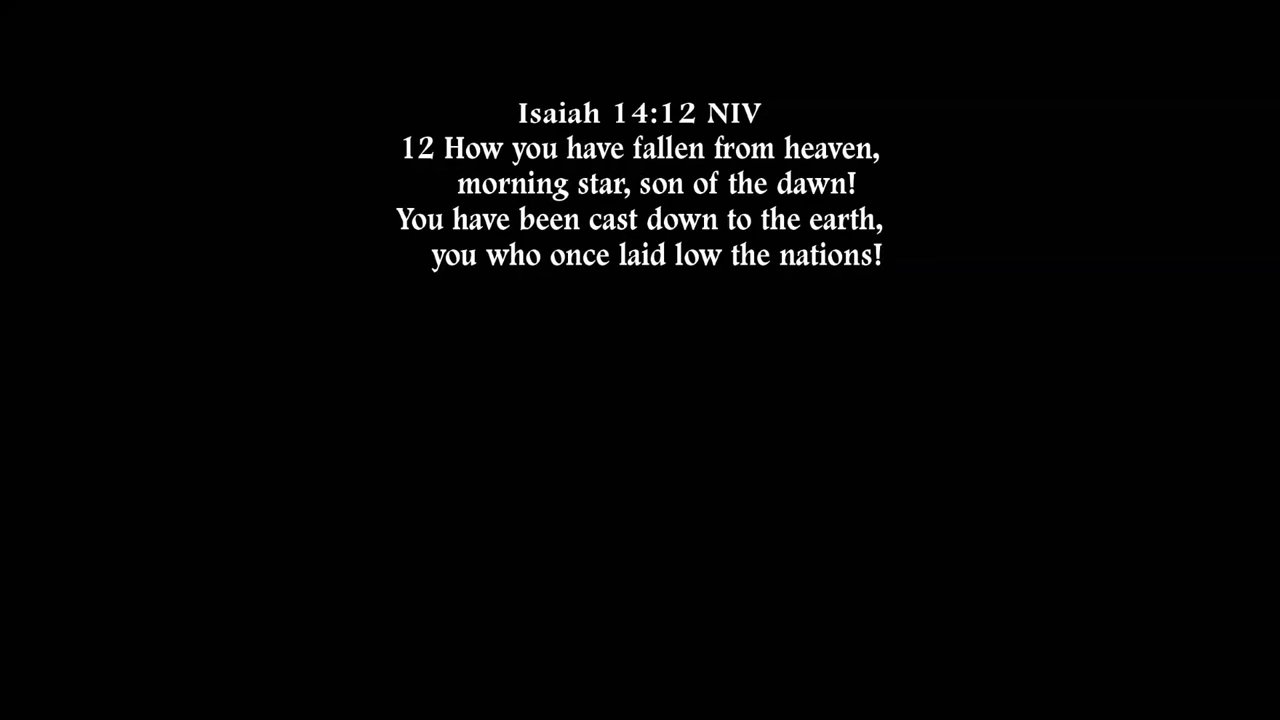 Isaiah 14:12 NIV
12 How you have fallen from heaven,
morning star, son of the dawn!
You have been cast down to the earth,
you who once laid low the nations!